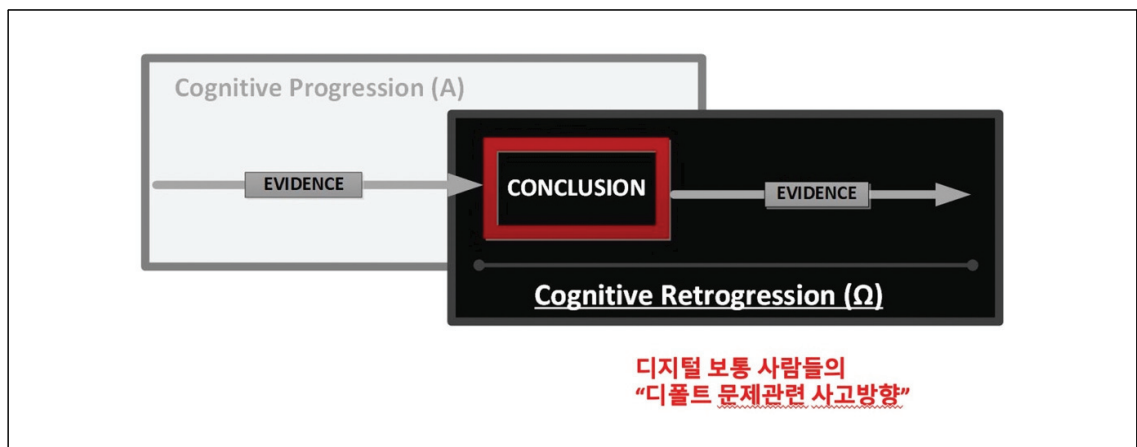 Cognitive Progression (A)
EVIDENCE
CONCLUSION
EVIDENCE
Cognitive Retrogression (Ω)
디지털 보통 사람들의
“디폴트 문제관련 사고방향”